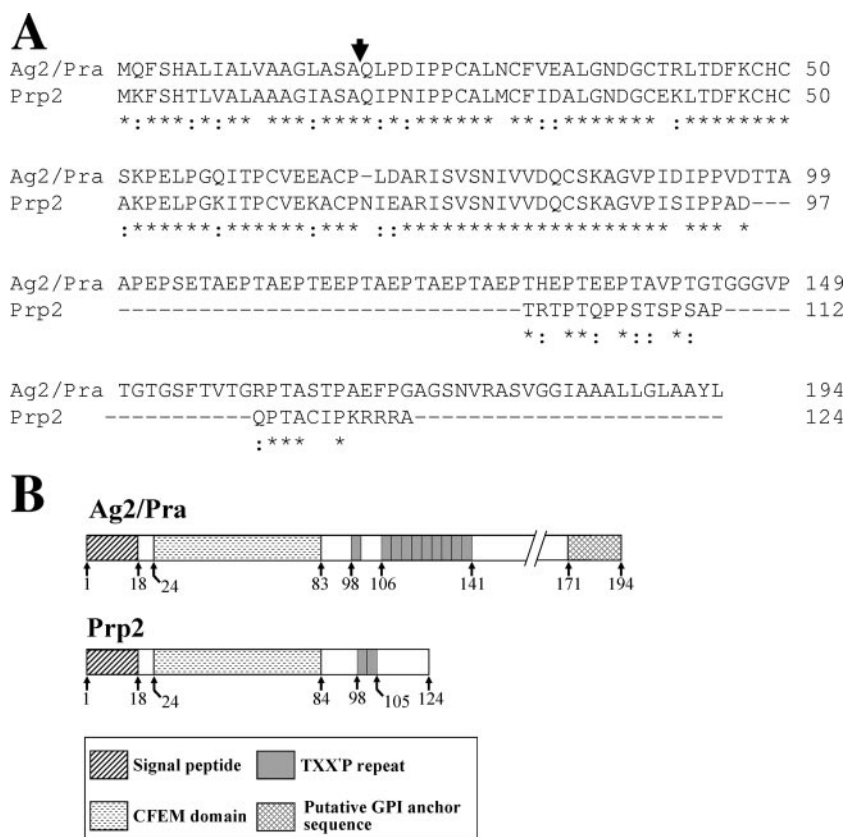 A
Ag2/Pra MQFSHALIALVAAGLASAQLPDIPPCALNCFVEALGNDGCTRLTDFKCHC 50
Prp2 MKFSHTLVALAAAGIASAQIPNIPPCALMCFIDALGNDGCEKLTDFKCHC 50
*:***:*:** ***:****:*:****** **::******* :********
Ag2/Pra SKPELPGQITPCVEEACP-LDARISVSNIVVDQCSKAGVPIDIPPVDTTA 99
Prp2 AKPELPGKITPCVEKACPNIEARISVSNIVVDQCSKAGVPISIPPAD--- 97
:******:******:*** ::******************** *** *
Ag2/Pra APEPSETAEPTAEPTEEPTAEPTAEPTAEPTHEPTEEPTAVPTGTGGGVP 149
Prp2 ------------------------------TRTPTQPPSTSPSAP----- 112
*: **: *:: *:
Ag2/Pra TGTGSFTVTGRPTASTPAEFPGAGSNVRASVGGIAAALLGLAAYL 194
Prp2 -----------QPTACIPKRRRA----------------------- 124
:*** *
B
Ag2/Pra
1 18 24 83 98 106 141 171 194
Prp2
1 18 24 84 98 105 124
Signal peptide TXX'P repeat
CFEM domain Putative GPI anchor
sequence